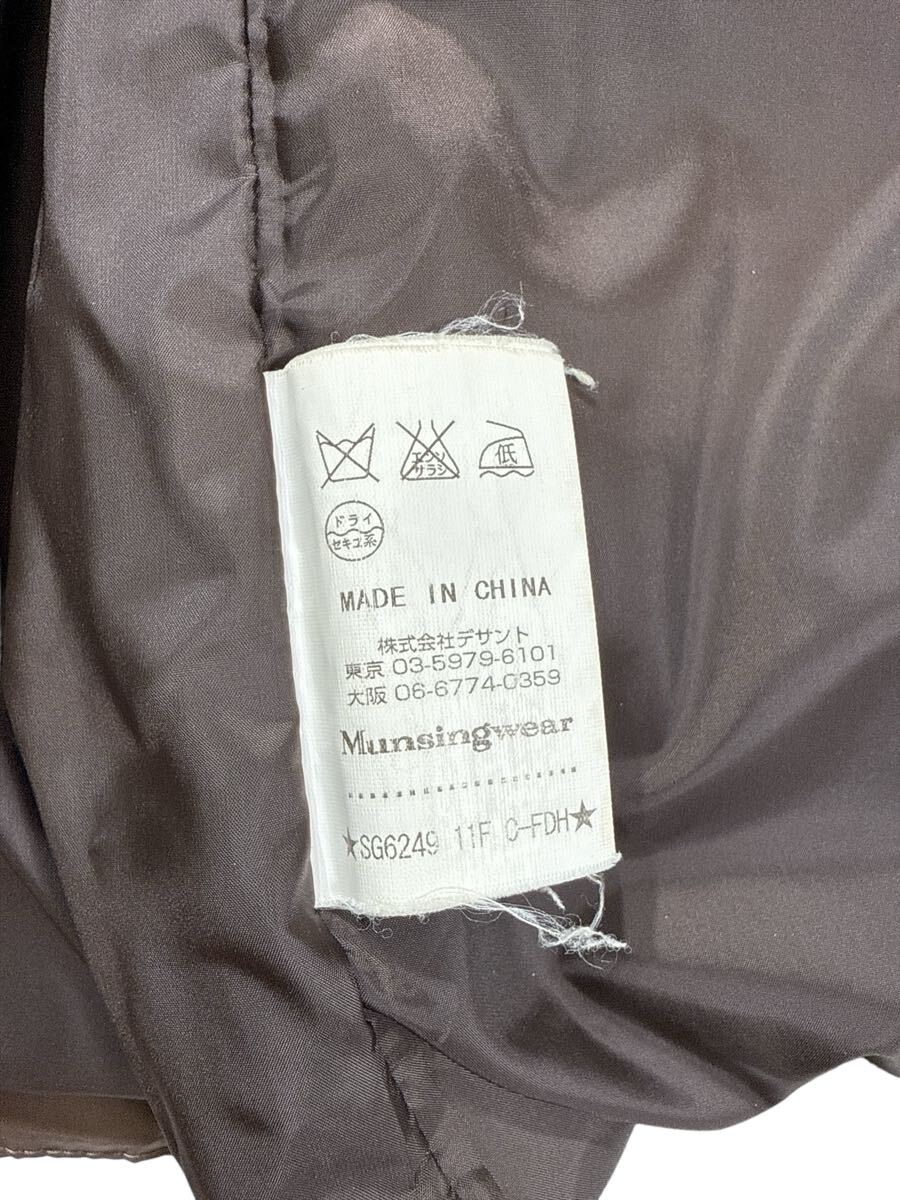 エンソ
サラシ
低
ドライ
セキユ系
MADE IN CHINA
株式会社デサント
東京 03-5979-6101
大阪 06-6774-0359
Munsingwear
★SG6249 11F C-FDH★